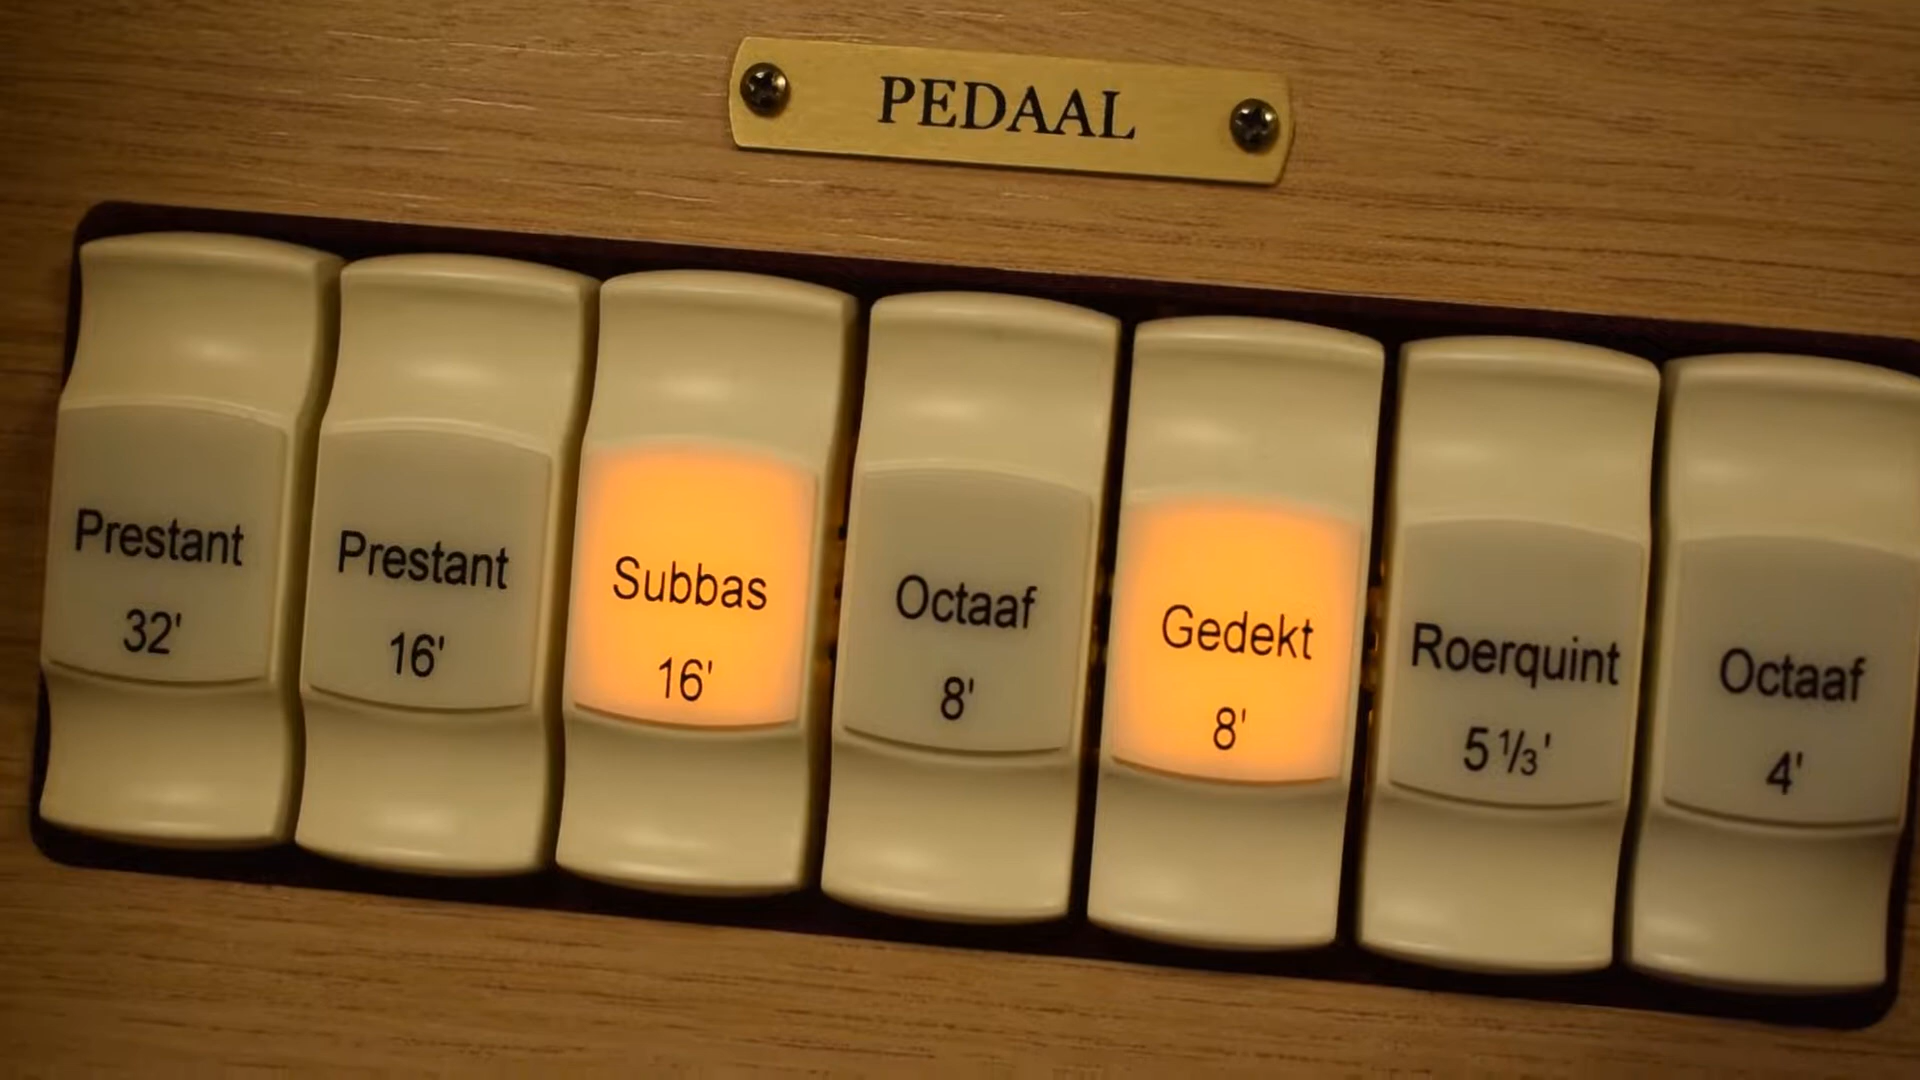 PEDAAL
Prestant
32'
Prestant
16'
Subbas
16'
Octaaf
8'
Gedekt
8'
Roerquint
5 1/3'
Octaaf
4'